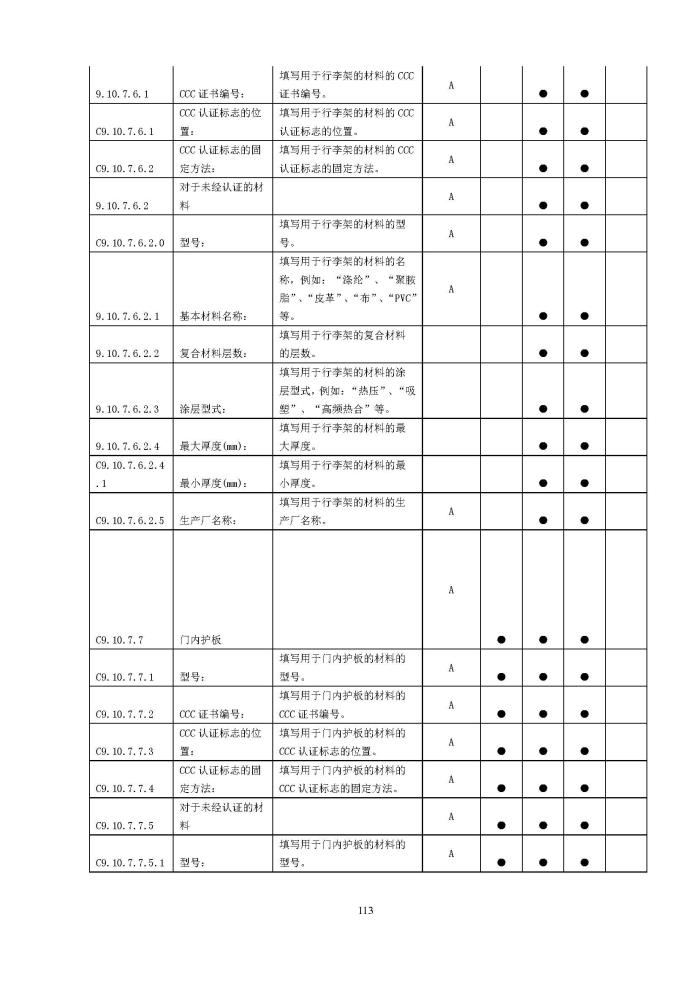 填写用于行李架的材料的 CCC
9.10.7.6.1 CCC 证书编号: 证书编号。 A ● ●
CCC 认证标志的位 填写用于行李架的材料的 CCC
C9.10.7.6.1 置: 认证标志的位置。 A ● ●
CCC 认证标志的固 填写用于行李架的材料的 CCC
C9.10.7.6.2 定方法: 认证标志的固定方法。 A ● ●
对于未经认证的材
9.10.7.6.2 料 A ● ●
填写用于行李架的材料的型
C9.10.7.6.2.0 型号: 号。 A ● ●
填写用于行李架的材料的名
称,例如:“涤纶”、“聚胺
脂”、“皮革”、“布”、“PVC”
9.10.7.6.2.1 基本材料名称: 等。 A ● ●
填写用于行李架的复合材料
9.10.7.6.2.2 复合材料层数: 的层数。 ● ●
填写用于行李架的材料的涂
层型式,例如:“热压”、“吸
9.10.7.6.2.3 涂层型式: 塑”、“高频热合”等。 ● ●
填写用于行李架的材料的最
9.10.7.6.2.4 最大厚度(mm): 大厚度。 ● ●
C9.10.7.6.2.4 填写用于行李架的材料的最
.1 最小厚度(mm): 小厚度。 ● ●
填写用于行李架的材料的生
C9.10.7.6.2.5 生产厂名称: 产厂名称。 A ● ●
A
C9.10.7.7 门内护板 ● ● ●
填写用于门内护板的材料的
C9.10.7.7.1 型号: 型号。 A ● ● ●
填写用于门内护板的材料的
C9.10.7.7.2 CCC 证书编号: CCC 证书编号。 A ● ● ●
CCC 认证标志的位 填写用于门内护板的材料的
C9.10.7.7.3 置: CCC 认证标志的位置。 A ● ● ●
CCC 认证标志的固 填写用于门内护板的材料的
C9.10.7.7.4 定方法: CCC 认证标志的固定方法。 A ● ● ●
对于未经认证的材
C9.10.7.7.5 料 A ● ● ●
填写用于门内护板的材料的
C9.10.7.7.5.1 型号: 型号。 A ● ● ●
113